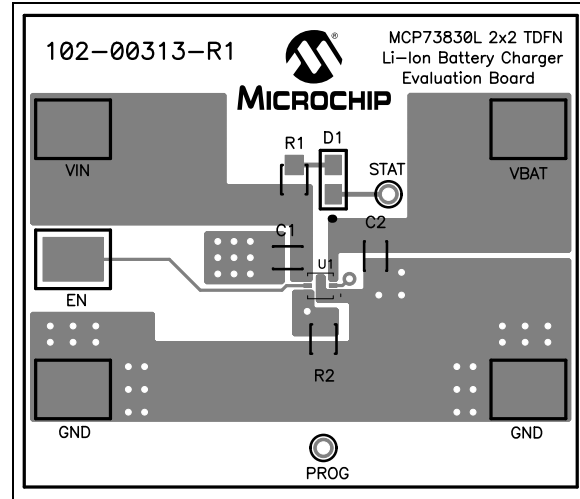 102-00313-R1
MICROCHIP
MCP73830L 2x2 TDFN
Li-Ion Battery Charger
Evaluation Board
VIN
R1
D1
STAT
VBAT
C1
C2
U1
EN
R2
GND
GND
PROG